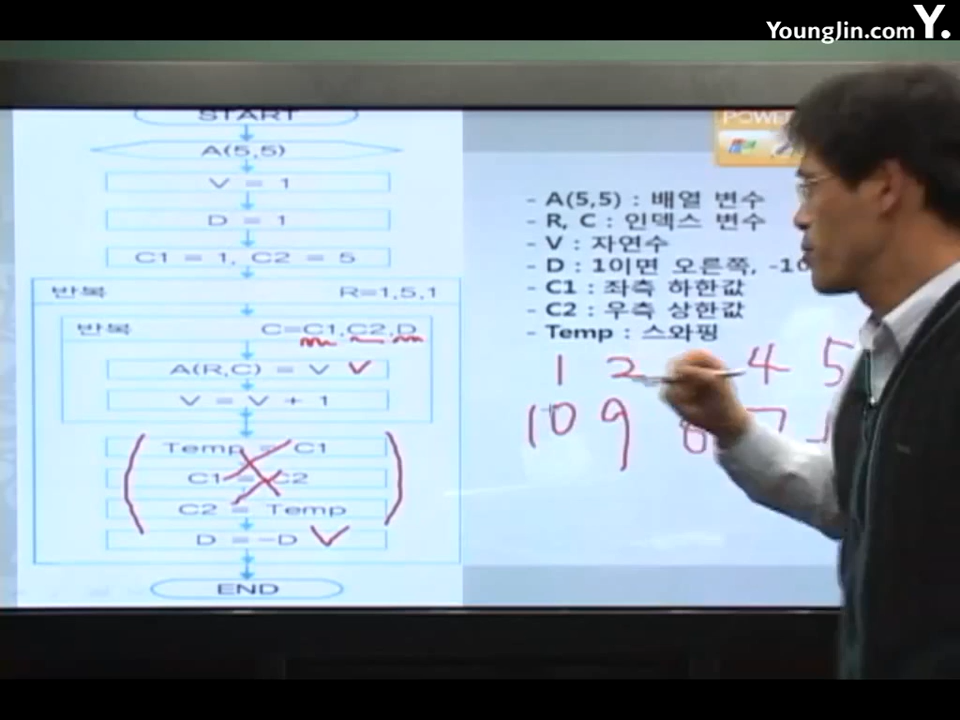 YoungJin.com Y.
START
A(5,5)
V = 1
D = 1
C1 = 1, C2 = 5
반복 R=1,5,1
반복 C=C1,C2,D
A(R,C) = V
V = V + 1
Temp = C1
C1 = C2
C2 = Temp
D = -D
END
- A(5,5) : 배열 변수
- R, C : 인덱스 변수
- V : 자연수
- D : 1이면 오른쪽,
- C1 : 좌측 하한값
- C2 : 우측 상한값
- Temp : 스와핑
1 2 4 5
10 9 8 7